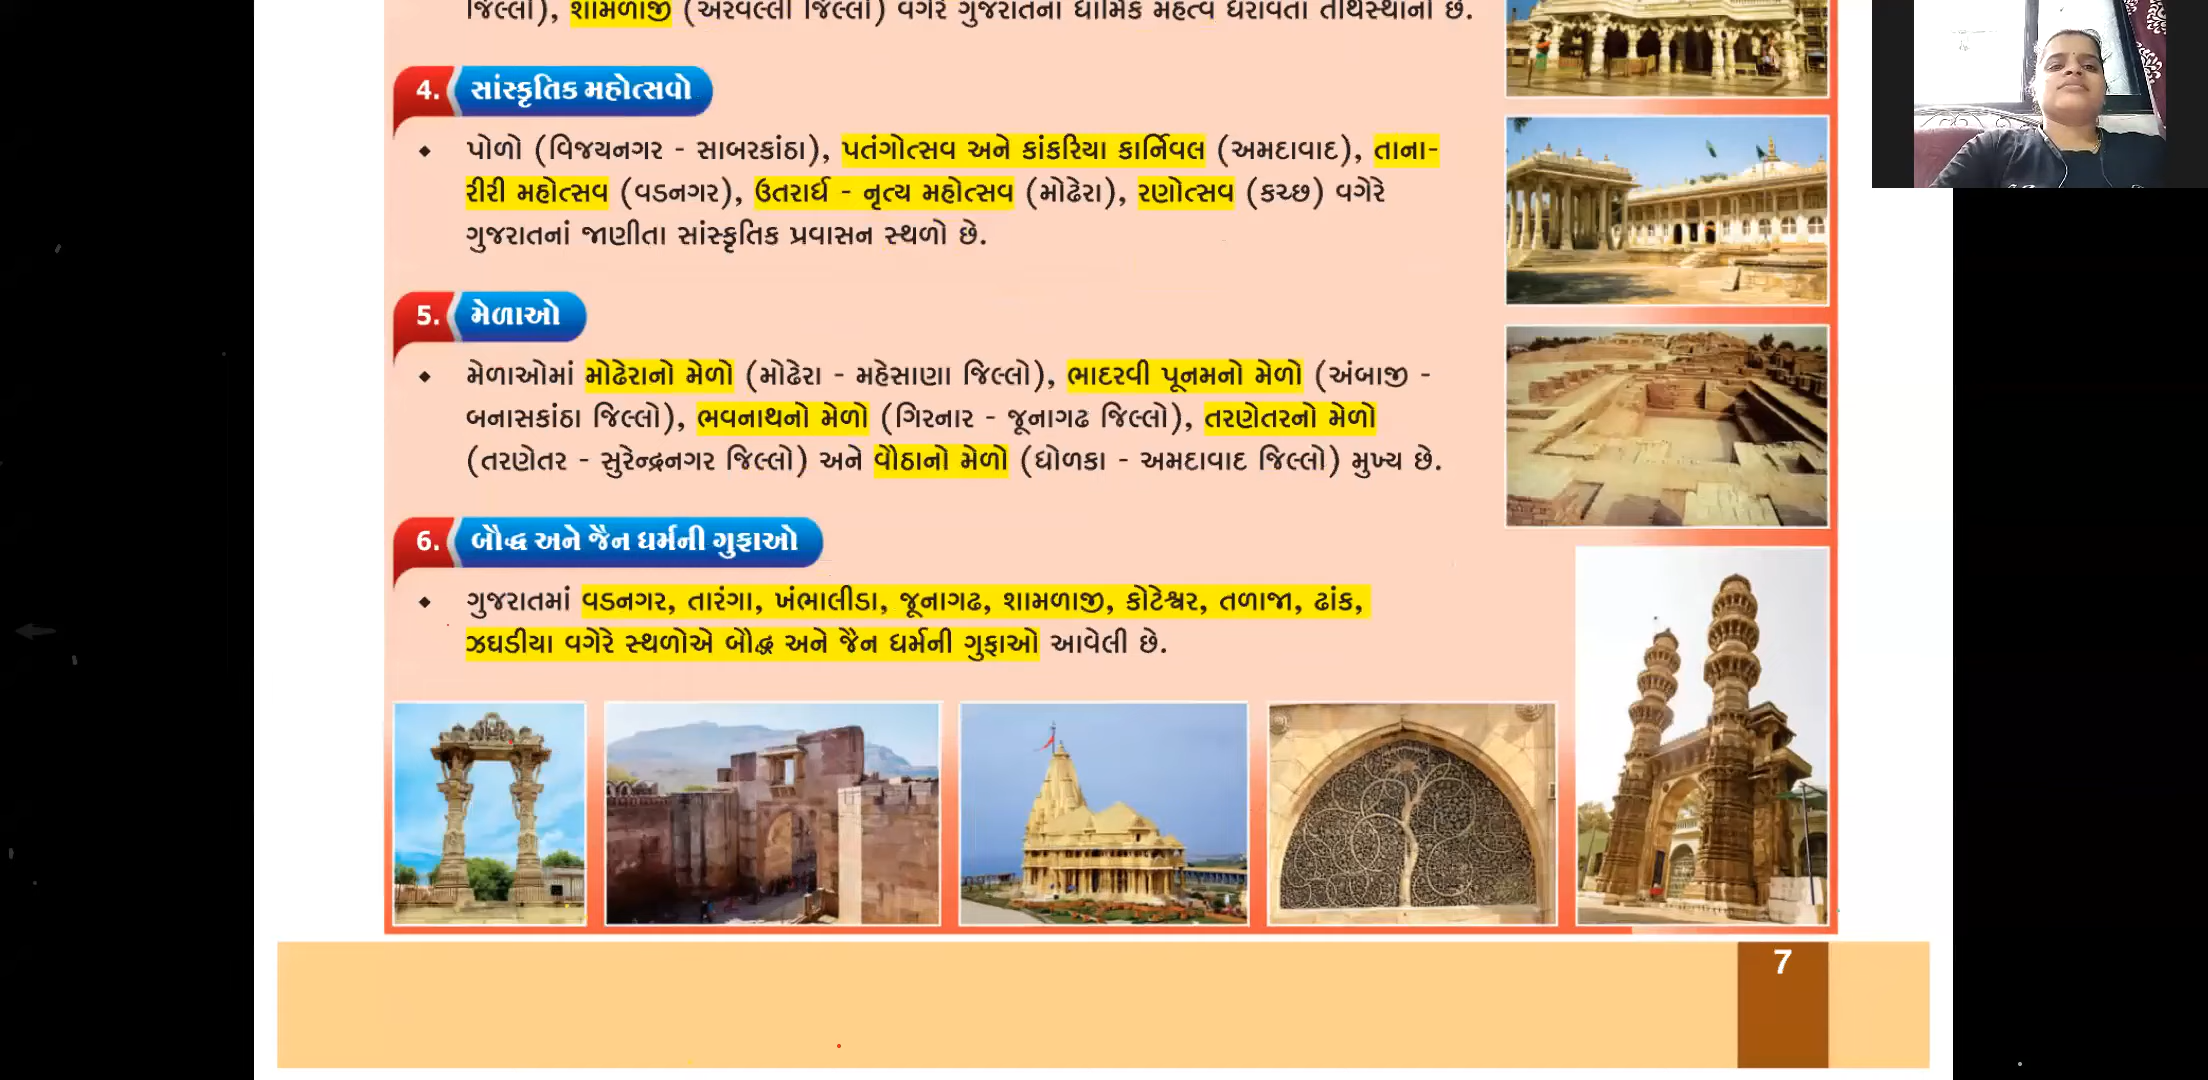 જિલ્લો), શામળાજી (અરવલ્લી જિલ્લો) વગેરે ગુજરાતનાં ધાર્મિક મહત્વ ધરાવતાં તીર્થસ્થાનો છે.
4. સાંસ્કૃતિક મહોત્સવો
◆ પોળો (વિજયનગર - સાબરકાંઠા), પતંગોત્સવ અને કાંકરિયા કાર્નિવલ (અમદાવાદ), તાના-
રીરી મહોત્સવ (વડનગર), ઉતરાર્ધ - નૃત્ય મહોત્સવ (મોઢેરા), રણોત્સવ (કચ્છ) વગેરે
ગુજરાતનાં જાણીતા સાંસ્કૃતિક પ્રવાસન સ્થળો છે.
5. મેળાઓ
◆ મેળાઓમાં મોઢેરાનો મેળો (મોઢેરા - મહેસાણા જિલ્લો), ભાદરવી પૂનમનો મેળો (અંબાજી -
બનાસકાંઠા જિલ્લો), ભવનાથનો મેળો (ગિરનાર - જૂનાગઢ જિલ્લો), તરણેતરનો મેળો
(તરણેતર - સુરેન્દ્રનગર જિલ્લો) અને વૌઠાનો મેળો (ધોળકા - અમદાવાદ જિલ્લો) મુખ્ય છે.
6. બૌદ્ધ અને જૈન ધર્મની ગુફાઓ
◆ ગુજરાતમાં વડનગર, તારંગા, ખંભાલીડા, જૂનાગઢ, શામળાજી, કોટેશ્વર, તળાજા, ઢાંક,
ઝઘડીયા વગેરે સ્થળોએ બૌદ્ધ અને જૈન ધર્મની ગુફાઓ આવેલી છે.
7